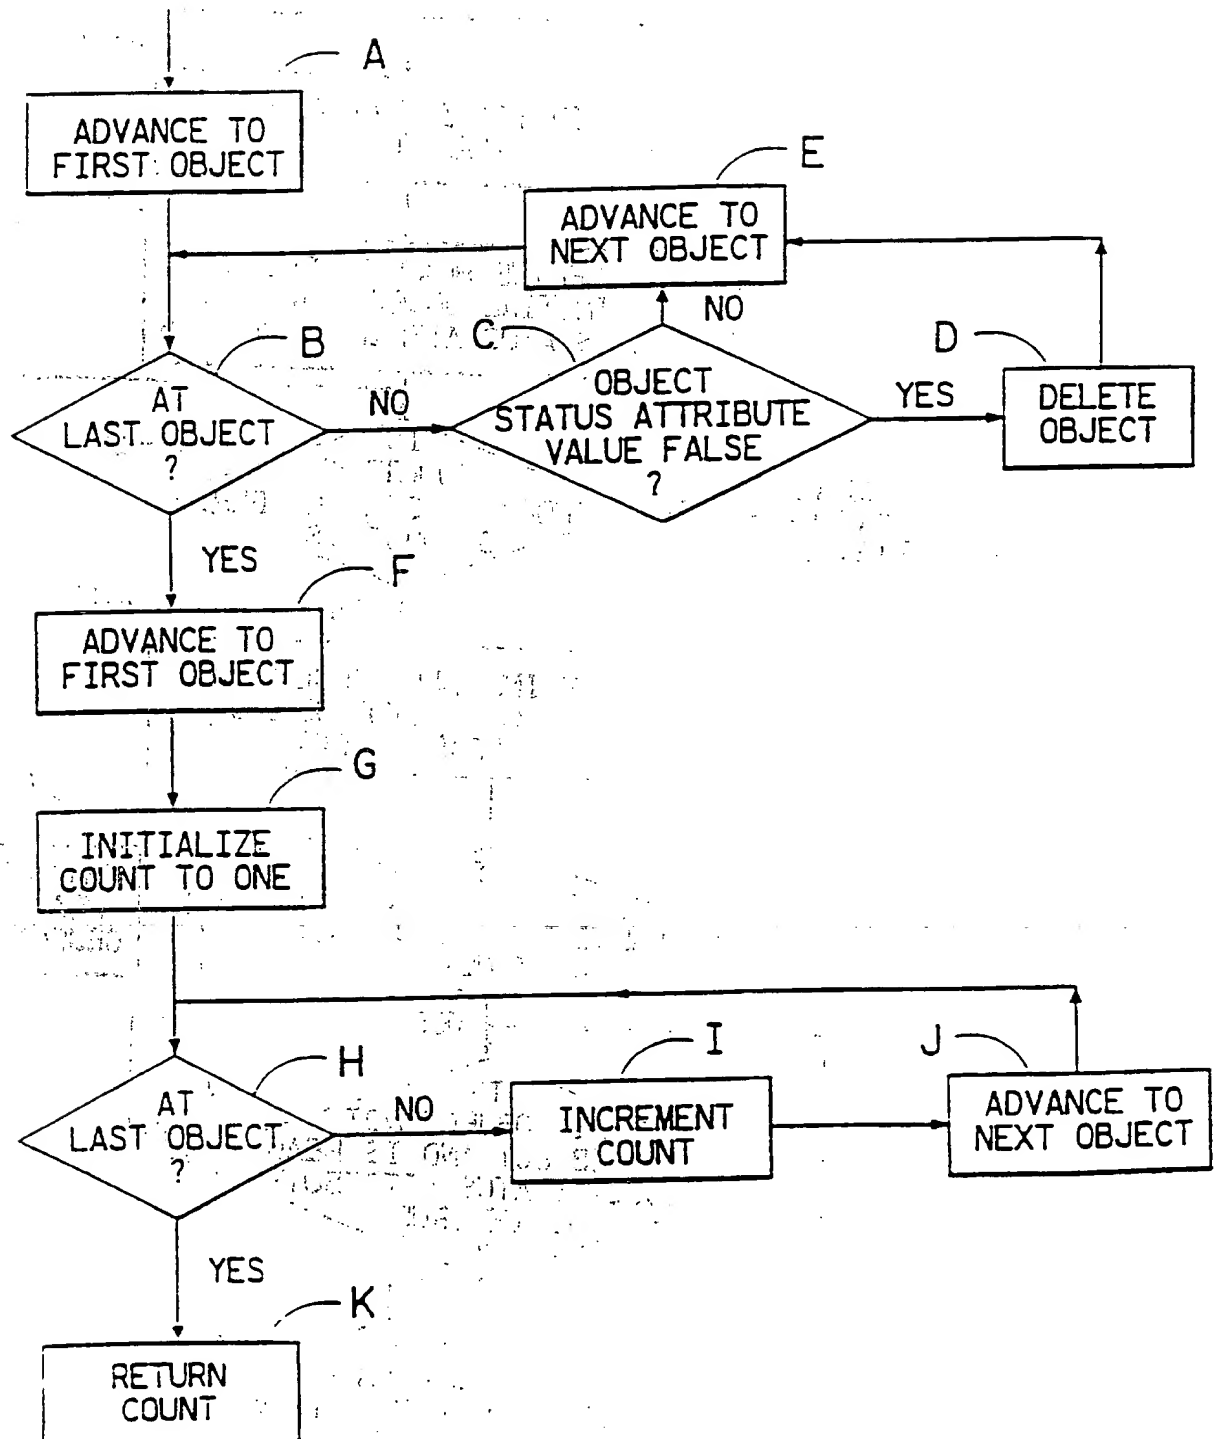 A
ADVANCE TO
FIRST OBJECT
E
ADVANCE TO
NEXT OBJECT
NO
B
AT
LAST OBJECT
?
NO
C
OBJECT
STATUS ATTRIBUTE
VALUE FALSE
?
YES
D
DELETE
OBJECT
YES
F
ADVANCE TO
FIRST OBJECT
G
INITIALIZE
COUNT TO ONE
H
AT
LAST OBJECT
?
NO
I
INCREMENT
COUNT
J
ADVANCE TO
NEXT OBJECT
YES
K
RETURN
COUNT